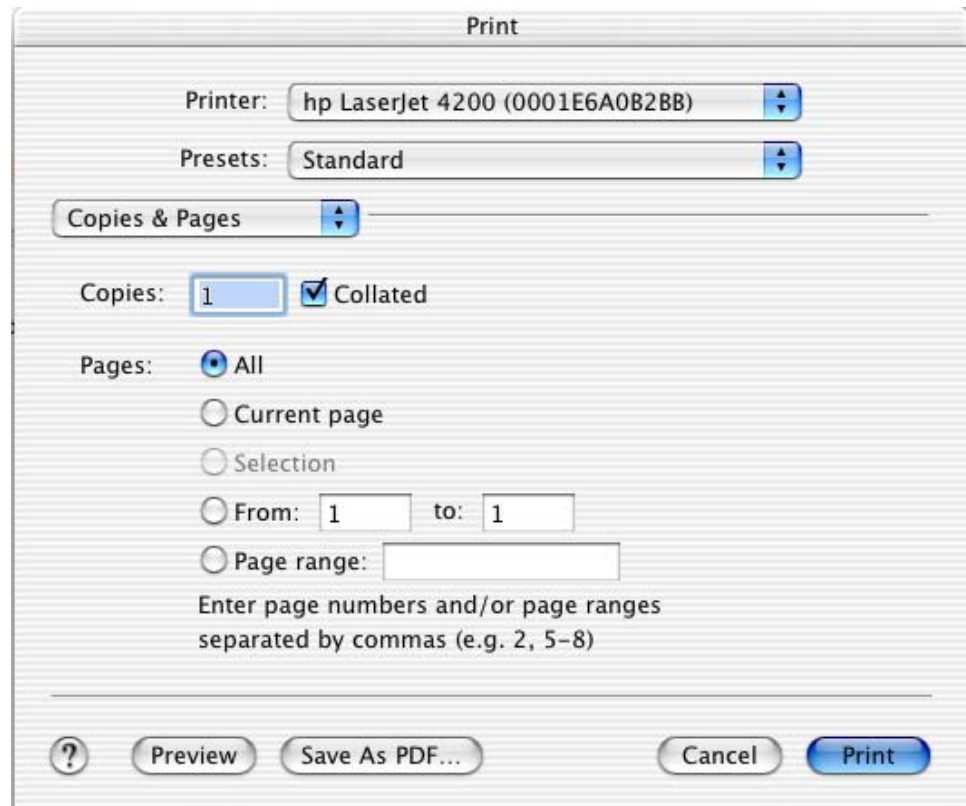 Print
Printer: hp LaserJet 4200 (0001E6A0B2BB)
Presets: Standard
Copies & Pages
Copies: 1 Collated
Pages: All
Current page
Selection
From: 1 to: 1
Page range:
Enter page numbers and/or page ranges
separated by commas (e.g. 2, 5–8)
? Preview Save As PDF... Cancel Print